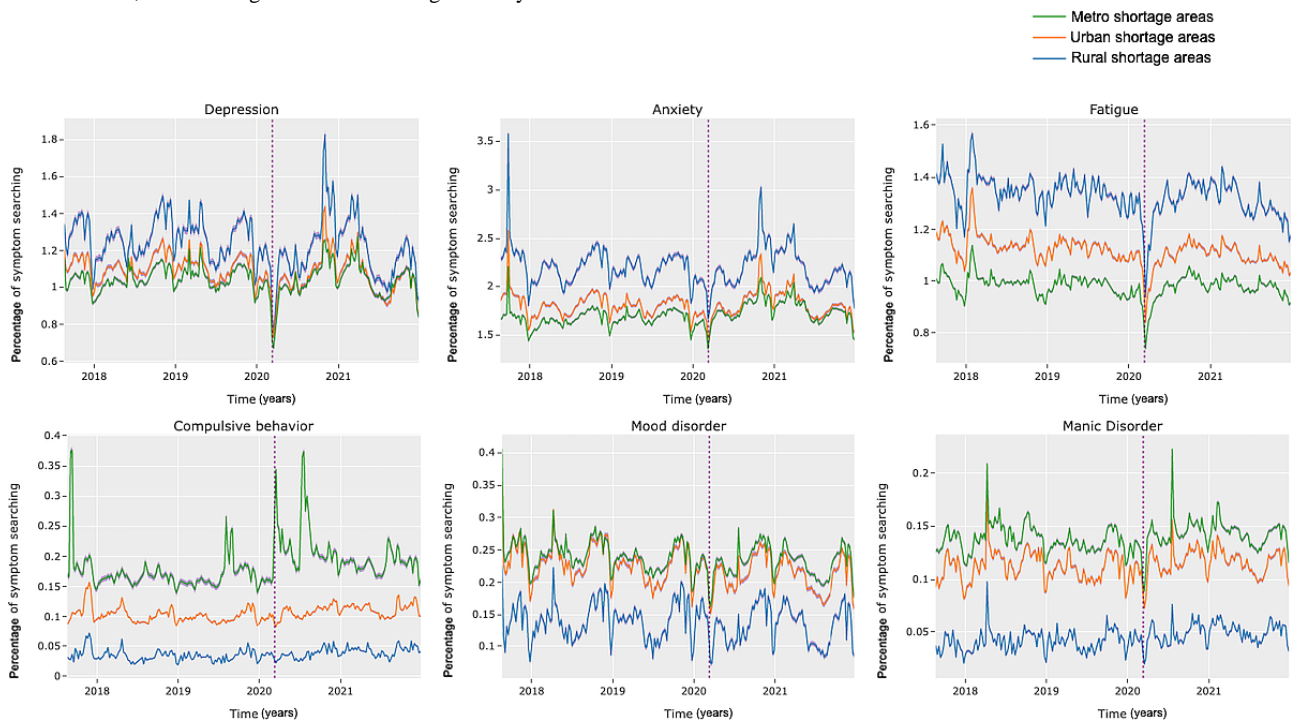 Metro shortage areas
Urban shortage areas
Rural shortage areas
Depression
Anxiety
Fatigue
Percentage of symptom searching
1.8
1.6
1.4
1.2
1
0.8
0.6
2018 2019 2020 2021
Time (years)
Percentage of symptom searching
3.5
3
2.5
2
1.5
2018 2019 2020 2021
Time (years)
Percentage of symptom searching
1.6
1.4
1.2
1
0.8
2018 2019 2020 2021
Time (years)
Compulsive behavior
Mood disorder
Manic Disorder
Percentage of symptom searching
0.4
0.35
0.3
0.25
0.2
0.15
0.1
0.05
0
2018 2019 2020 2021
Time (years)
Percentage of symptom searching
0.4
0.35
0.3
0.25
0.2
0.15
0.1
2018 2019 2020 2021
Time (years)
Percentage of symptom searching
0.2
0.15
0.1
0.05
2018 2019 2020 2021
Time (years)